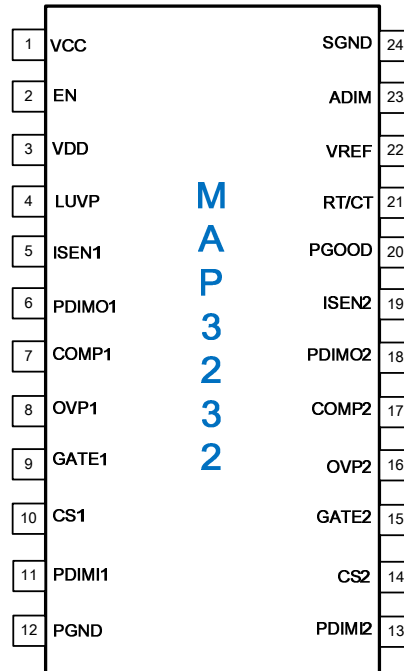 1 VCC
2 EN
3 VDD
4 LUVP
5 ISEN1
6 PDIMO1
7 COMP1
8 OVP1
9 GATE1
10 CS1
11 PDIMI1
12 PGND
MAP3232
SGND 24
ADIM 23
VREF 22
RT/CT 21
PGOOD 20
ISEN2 19
PDIMO2 18
COMP2 17
OVP2 16
GATE2 15
CS2 14
PDIMI2 13